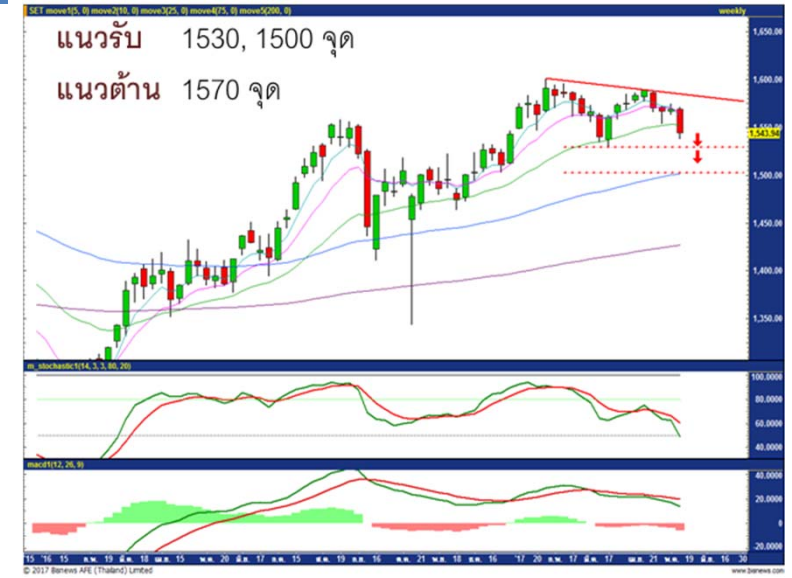 SET move1(5, 0) move2(10, 0) move3(25, 0) move4(75, 0) move5(200, 0) weekly
แนวรับ 1530, 1500 จุด
แนวต้าน 1570 จุด
1,650.00
1,600.00
1,543.94
1,500.00
1,450.00
1,400.00
1,350.00
m_stochastic1(14, 3, 3, 80, 20)
100.0000
80.0000
60.0000
40.0000
macd1(12, 26, 9)
40.0000
20.0000
0
-20.0000
© 2017 Bisnews AFE (Thailand) Limited www.bisnews.com